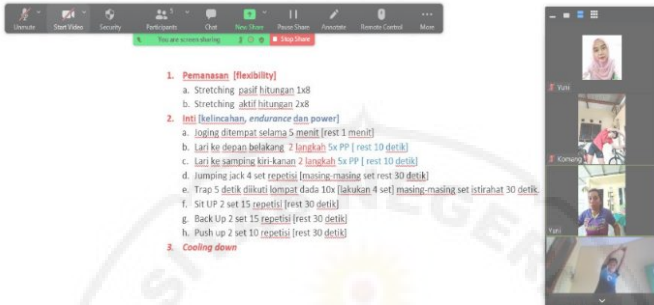 Unmute Start Video Security Participants 1 Chat New Share Pause Share Annotate Remote Control More
You are screen sharing Stop Share
1. Pemanasan [flexibility]
a. Stretching pasif hitungan 1x8
b. Stretching aktif hitungan 2x8
2. Inti [kelincahan, endurance dan power]
a. Joging ditempat selama 5 menit [rest 1 menit]
b. Lari ke depan belakang 2 langkah 5x PP [ rest 10 detik]
c. Lari ke samping kiri-kanan 2 langkah 5x PP [ rest 10 detik]
d. Jumping jack 4 set repetisi [masing-masing set rest 30 detik]
e. Trap 5 detik diikuti lompat dada 10x [lakukan 4 set] masing-masing set istirahat 30 detik.
f. Sit UP 2 set 15 repetisi [rest 30 detik]
g. Back Up 2 set 15 repetisi [rest 30 detik]
h. Push up 2 set 10 repetisi [rest 30 detik]
3. Cooling down
Yuni
Komang
Yuni